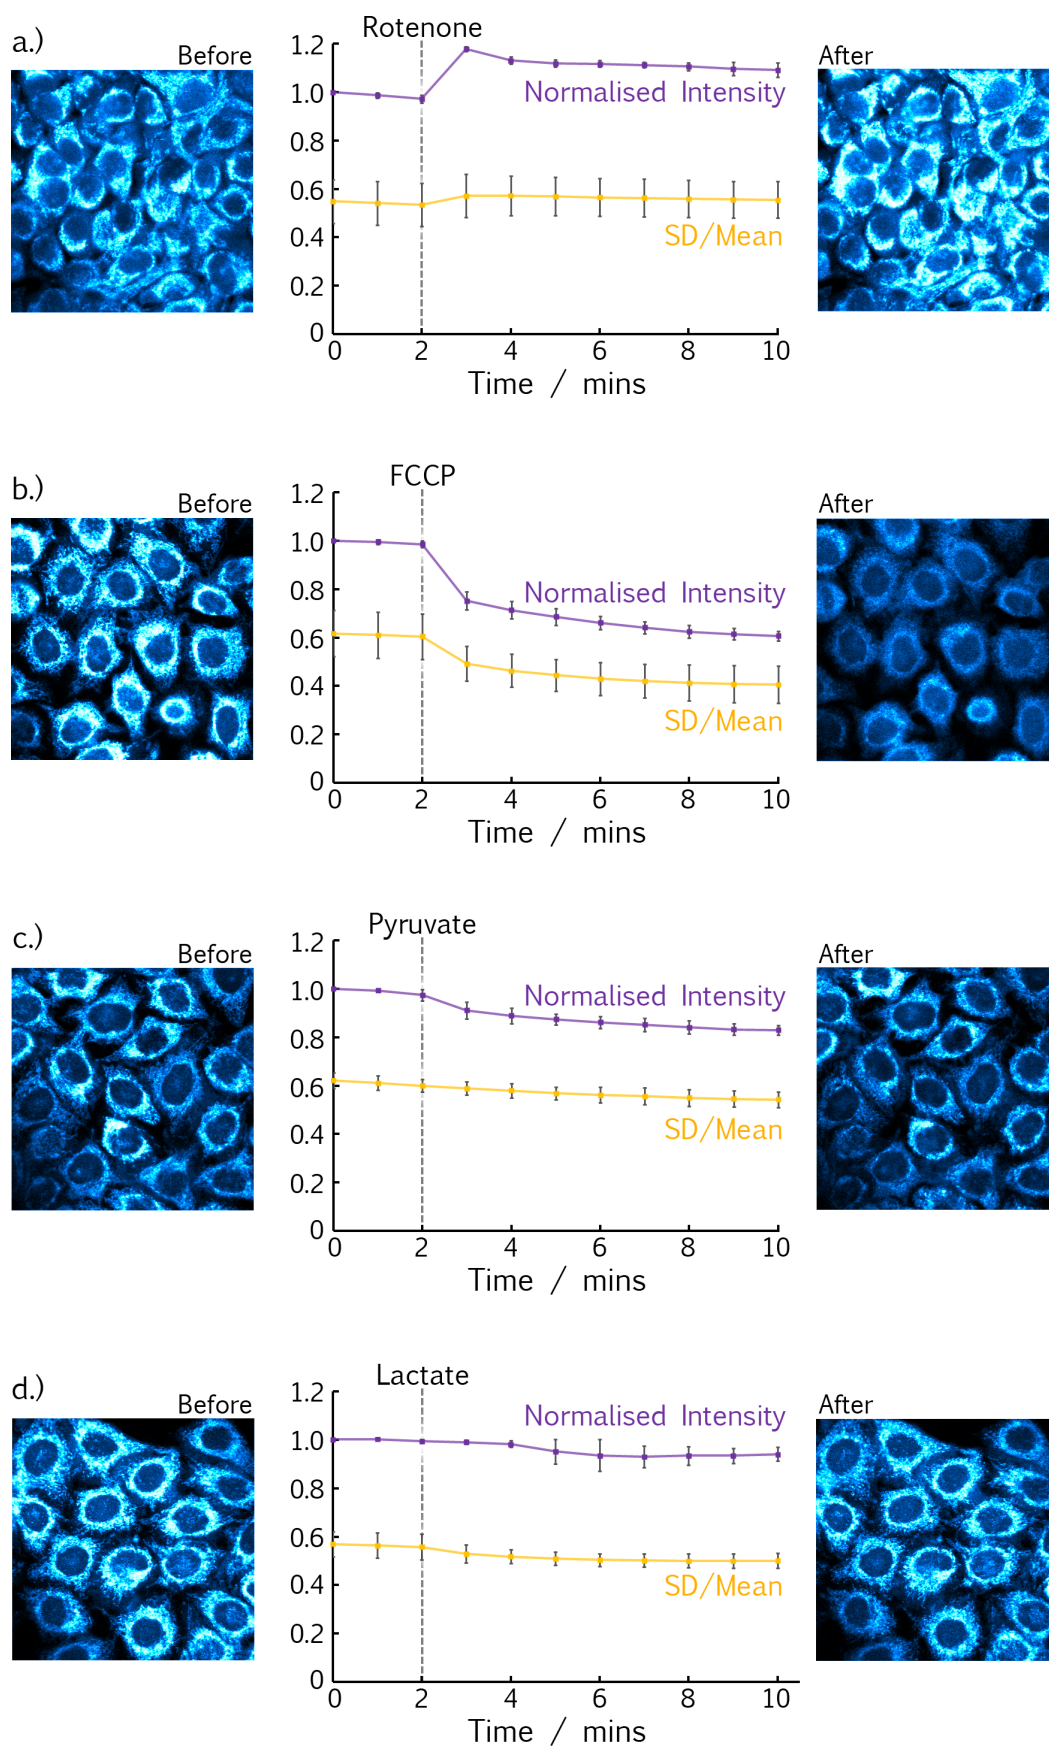 a.)
Before
Rotenone
After
1.2
1.0
Normalised Intensity
0.8
0.6
SD/Mean
0.4
0.2
0
0 2 4 6 8 10
Time / mins
b.)
Before
FCCP
After
1.2
1.0
0.8
Normalised Intensity
0.6
0.4
SD/Mean
0.2
0
0 2 4 6 8 10
Time / mins
c.)
Before
Pyruvate
After
1.2
1.0
Normalised Intensity
0.8
0.6
SD/Mean
0.4
0.2
0
0 2 4 6 8 10
Time / mins
d.)
Before
Lactate
After
1.2
Normalised Intensity
1.0
0.8
0.6
SD/Mean
0.4
0.2
0
0 2 4 6 8 10
Time / mins